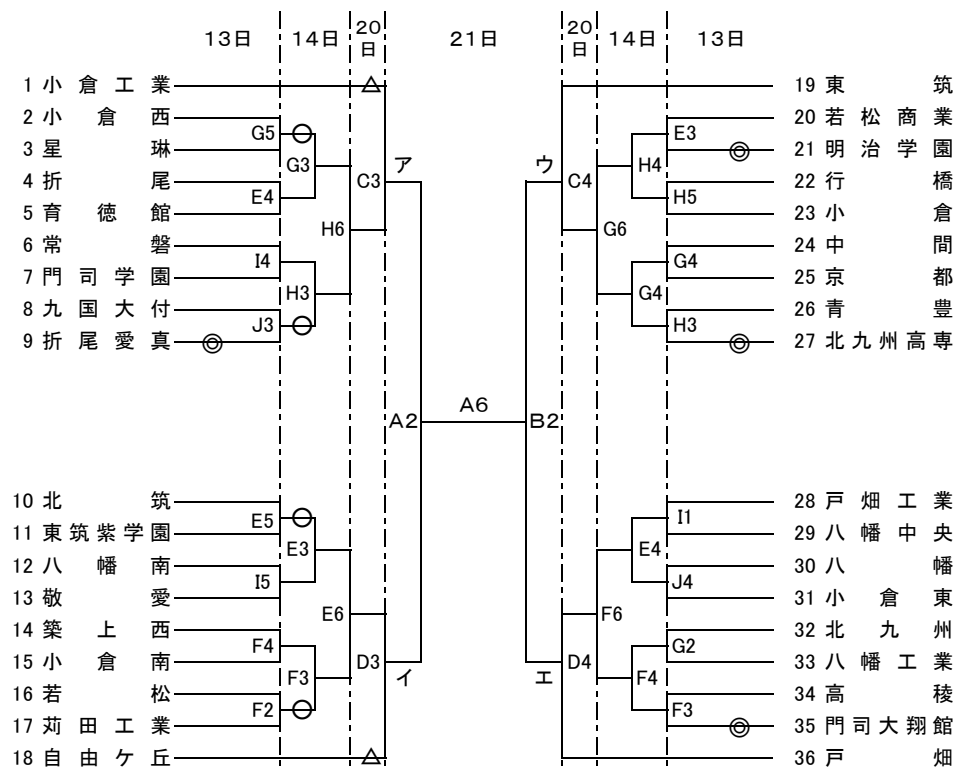 13日 14日 20日 21日 20日 14日 13日
1 小倉工業 △ 19 東筑
2 小倉西 20 若松商業
G5 ○ E3
3 星琳 ◎ 21 明治学園
G3 H4
4 折尾 C3 ア ウ C4 22 行橋
E4 H5
5 育徳館 23 小倉
H6 G6
6 常磐 24 中間
I4 G4
7 門司学園 25 京都
H3 G4
8 九国大付 26 青豊
J3 ○ H3
9 折尾愛真 ◎ ◎ 27 北九州高専
A6
A2 B2
10 北筑 28 戸畑工業
E5 ○ I1
11 東筑紫学園 29 八幡中央
E3 E4
12 八幡南 30 八幡
I5 J4
13 敬愛 31 小倉東
E6 F6
14 築上西 32 北九州
F4 G2
15 小倉南 D3 イ エ D4 33 八幡工業
F3 F4
16 若松 34 高稜
F2 ○ F3
17 苅田工業 ◎ 35 門司大翔館
18 自由ケ丘 △ 36 戸畑